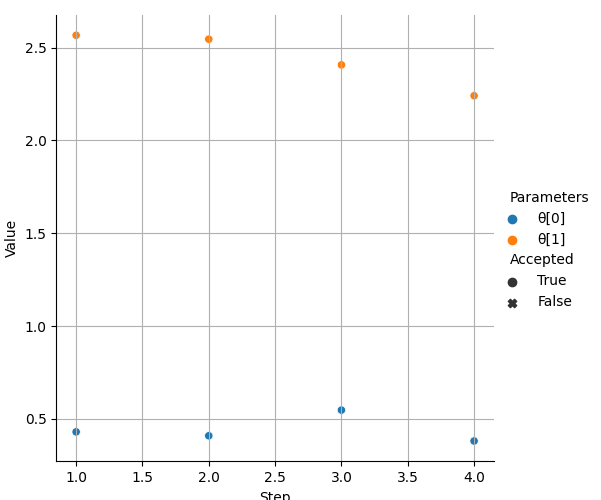 2.5
2.0
1.5
1.0
0.5
Value
1.0 1.5 2.0 2.5 3.0 3.5 4.0
Step
Parameters
θ[0]
θ[1]
Accepted
True
False